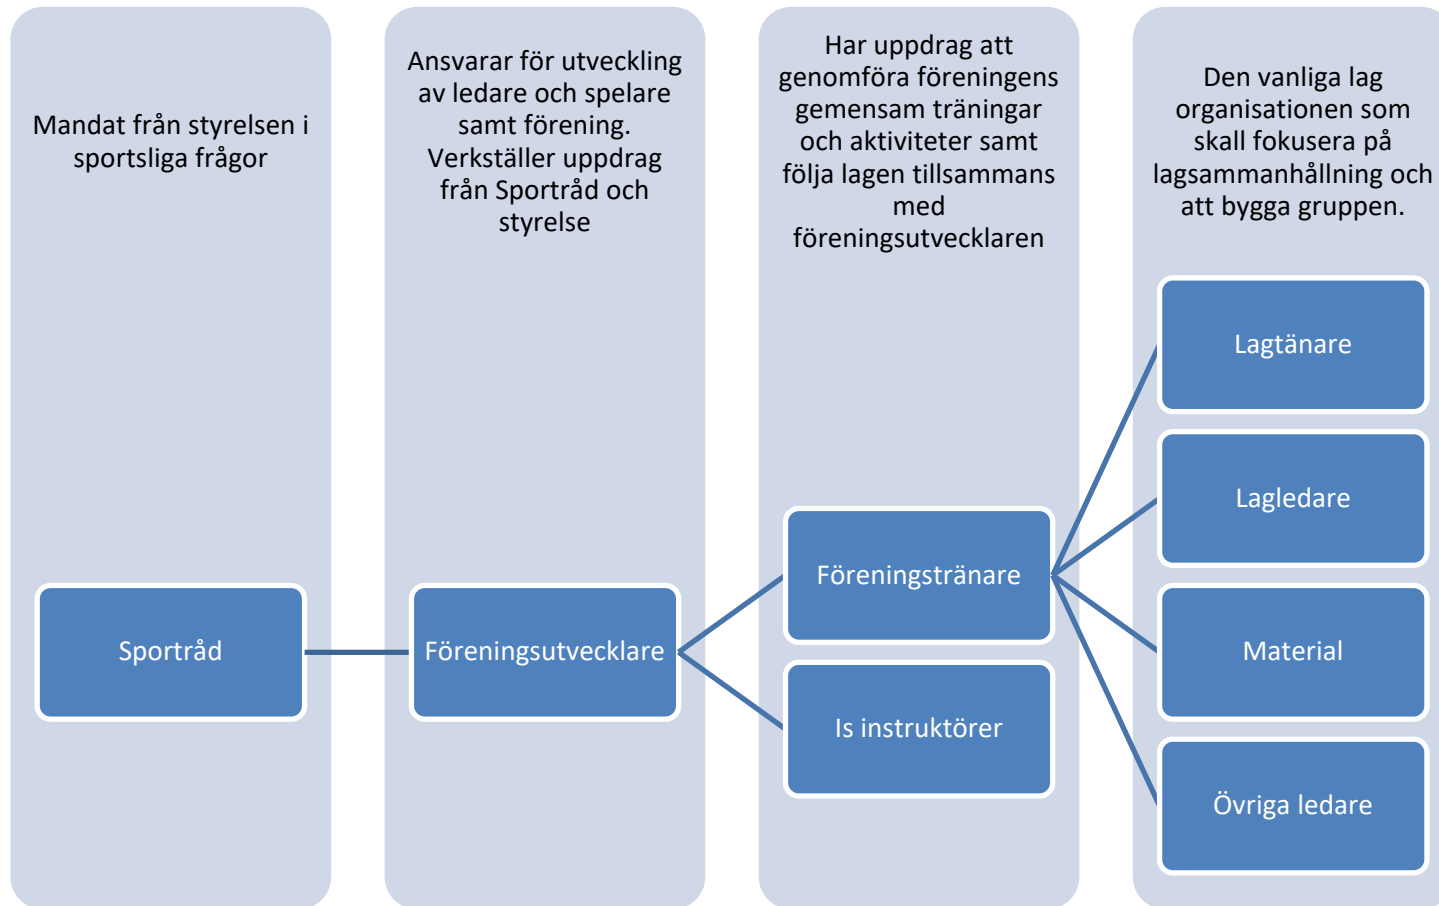 Mandat från styrelsen i
sportsliga frågor
Sportråd
Ansvarar för utveckling
av ledare och spelare
samt förening.
Verkställer uppdrag
från Sportråd och
styrelse
Föreningsutvecklare
Har uppdrag att
genomföra föreningens
gemensam träningar
och aktiviteter samt
följa lagen tillsammans
med
föreningsutvecklaren
Föreningstränare
Is instruktörer
Den vanliga lag
organisationen som
skall fokusera på
lagsammanhållning och
att bygga gruppen.
Lagtänare
Lagledare
Material
Övriga ledare